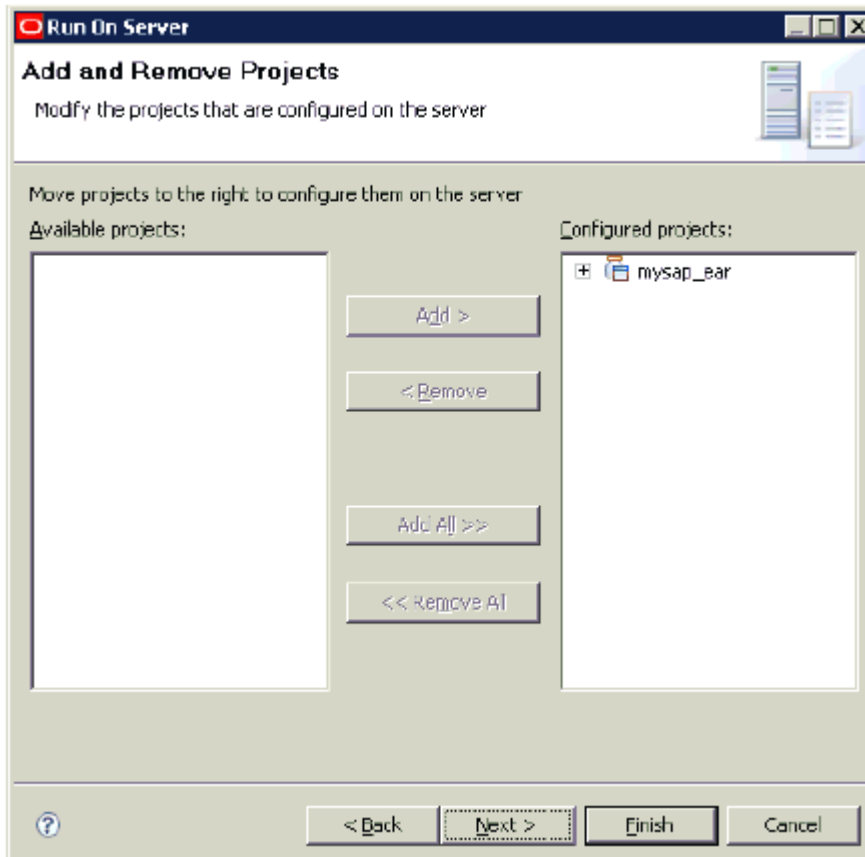 Run On Server
Add and Remove Projects
Modify the projects that are configured on the server
Move projects to the right to configure them on the server
Available projects:
Configured projects:
mysap_ear
Add >
< Remove
Add All >>
<< Remove All
< Back
Next >
Finish
Cancel